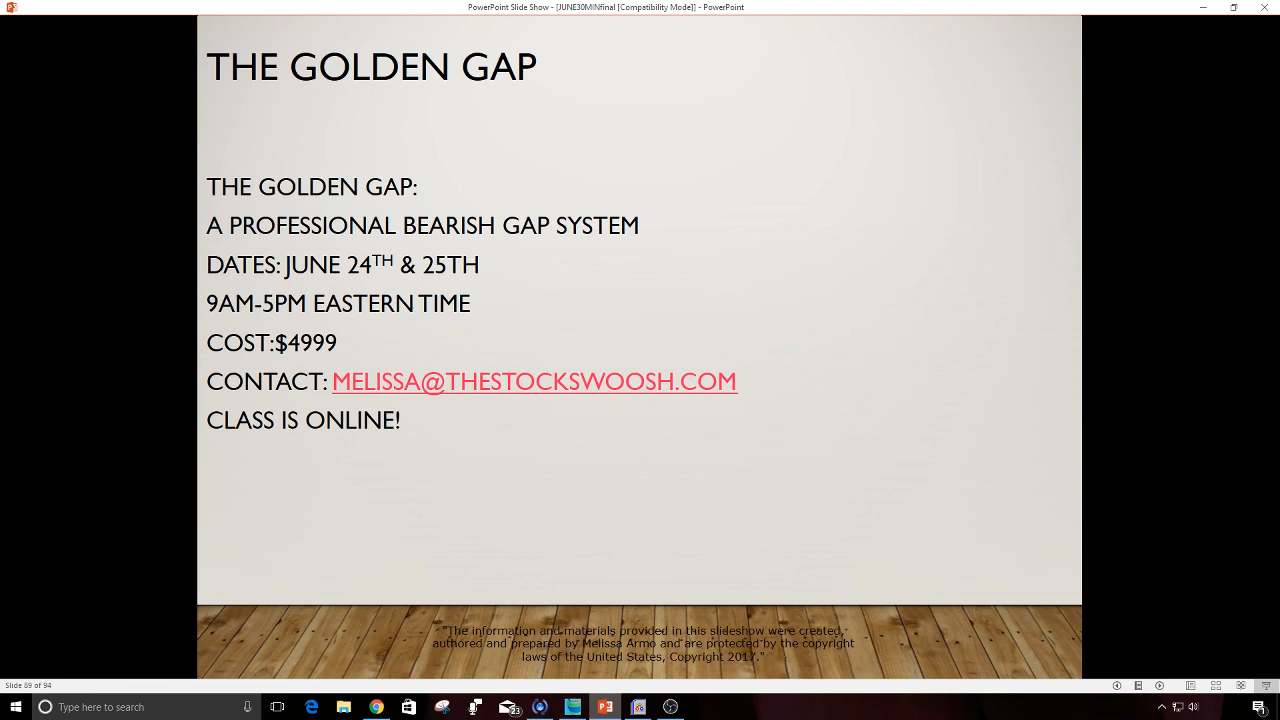 PowerPoint Slide Show - [JUNE30MINfinal [Compatibility Mode]] - PowerPoint
THE GOLDEN GAP
THE GOLDEN GAP:
A PROFESSIONAL BEARISH GAP SYSTEM
DATES: JUNE 24TH & 25TH
9AM-5PM EASTERN TIME
COST:$4999
CONTACT: MELISSA@THESTOCKSWOOSH.COM
CLASS IS ONLINE!
"The information and materials provided in this slideshow were created,
authored and prepared by Melissa Armo and are protected by the copyright
laws of the United States, Copyright 2017."
Slide 89 of 94
Type here to search
23